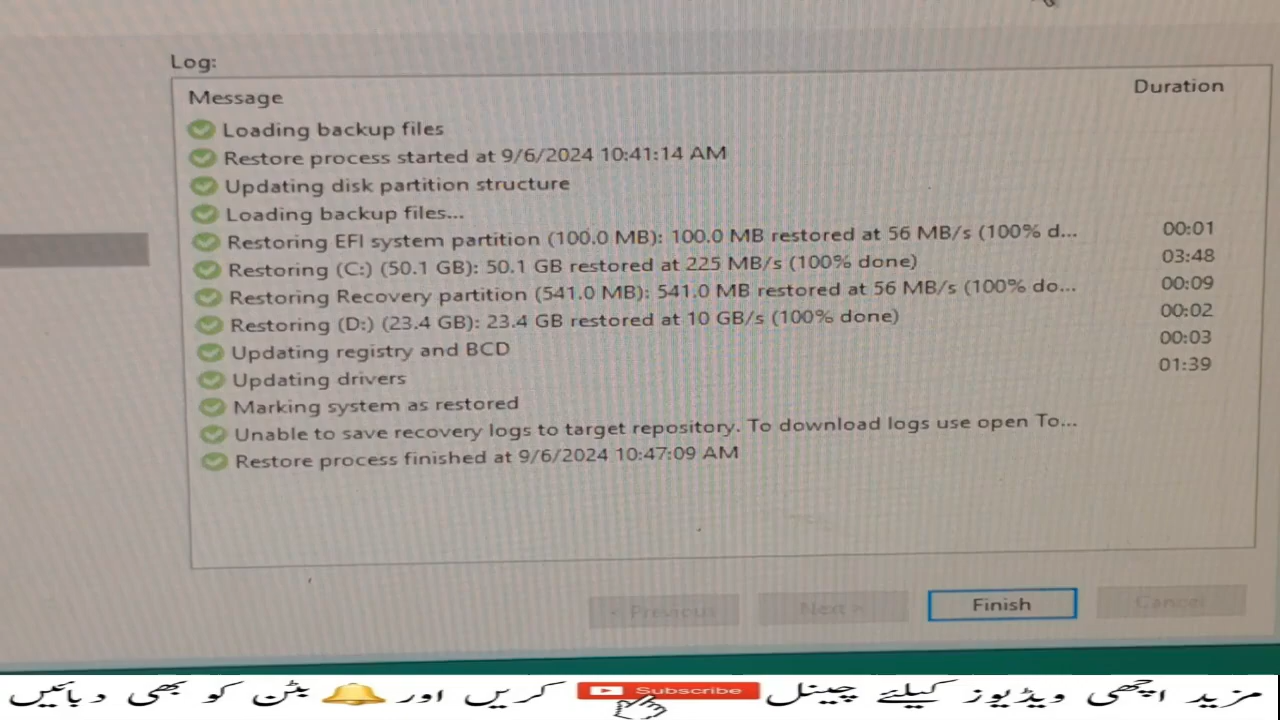 Log:
Message Duration
Loading backup files
Restore process started at 9/6/2024 10:41:14 AM
Updating disk partition structure
Loading backup files...
Restoring EFI system partition (100.0 MB): 100.0 MB restored at 56 MB/s (100% d... 00:01
Restoring (C:) (50.1 GB): 50.1 GB restored at 225 MB/s (100% done) 03:48
Restoring Recovery partition (541.0 MB): 541.0 MB restored at 56 MB/s (100% do... 00:09
Restoring (D:) (23.4 GB): 23.4 GB restored at 10 GB/s (100% done) 00:02
Updating registry and BCD 00:03
Updating drivers 01:39
Marking system as restored
Unable to save recovery logs to target repository. To download logs use open To...
Restore process finished at 9/6/2024 10:47:09 AM
< Previous Next > Finish Cancel
مزید اچھی ویڈیوز کیلئے چینل Subscribe کریں اور بٹن کو بھی دبائیں